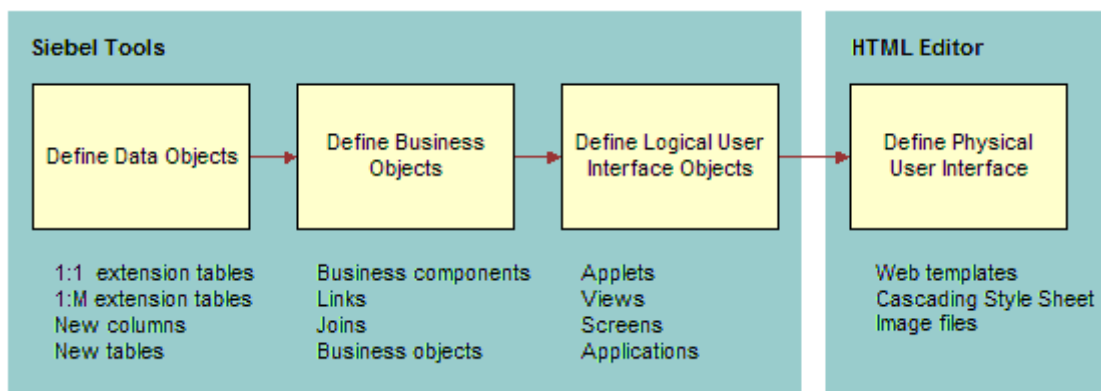 Siebel Tools
HTML Editor
Define Data Objects
Define Business
Objects
Define Logical User
Interface Objects
Define Physical
User Interface
1:1 extension tables
1:M extension tables
New columns
New tables
Business components
Links
Joins
Business objects
Applets
Views
Screens
Applications
Web templates
Cascading Style Sheet
Image files